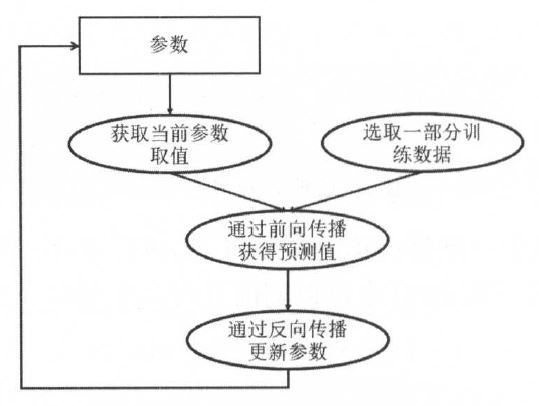 参数
获取当前参数
取值
选取一部分训
练数据
通过前向传播
获得预测值
通过反向传播
更新参数